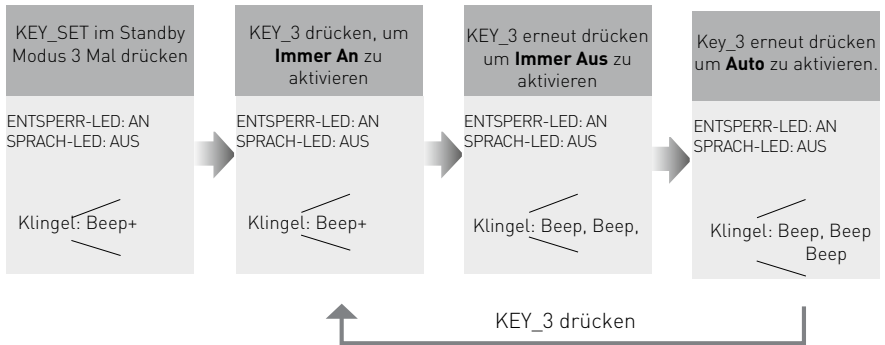 KEY_SET im Standby
Modus 3 Mal drücken
ENTSPERR-LED: AN
SPRACH-LED: AUS
Klingel: Beep+
KEY_3 drücken, um
Immer An zu
aktivieren
ENTSPERR-LED: AN
SPRACH-LED: AUS
Klingel: Beep+
KEY_3 erneut drücken
um Immer Aus zu
aktivieren
ENTSPERR-LED: AN
SPRACH-LED: AUS
Klingel: Beep, Beep,
Key_3 erneut drücken
um Auto zu aktivieren.
ENTSPERR-LED: AN
SPRACH-LED: AUS
Klingel: Beep, Beep
Beep
KEY_3 drücken